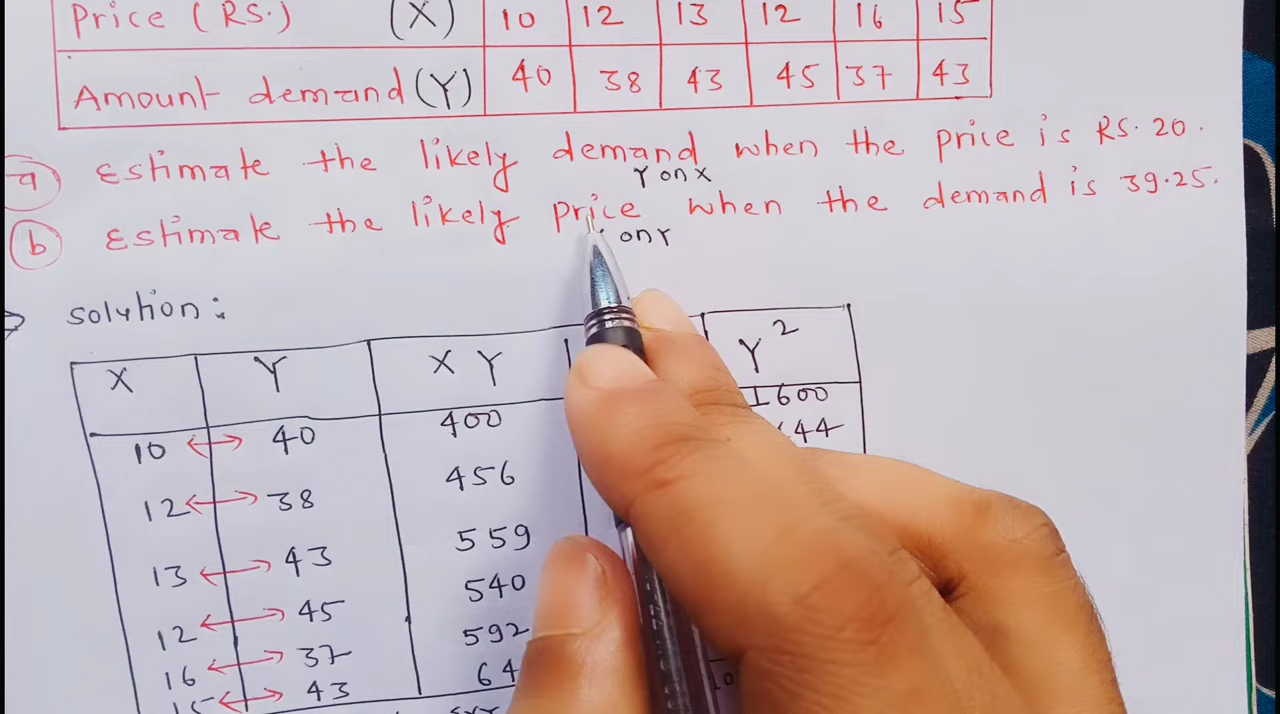 Price (RS.) (X) 10 12 13 12 16 15
Amount demand (Y) 40 38 43 45 37 43
a Estimate the likely demand when the price is RS. 20.
Y on X
b Estimate the likely price when the demand is 39.25.
on Y
Solution:
X Y XY Y2
10 40 400 1600
12 38 456 44
13 43 559
12 45 540
16 37 592
15 43 64